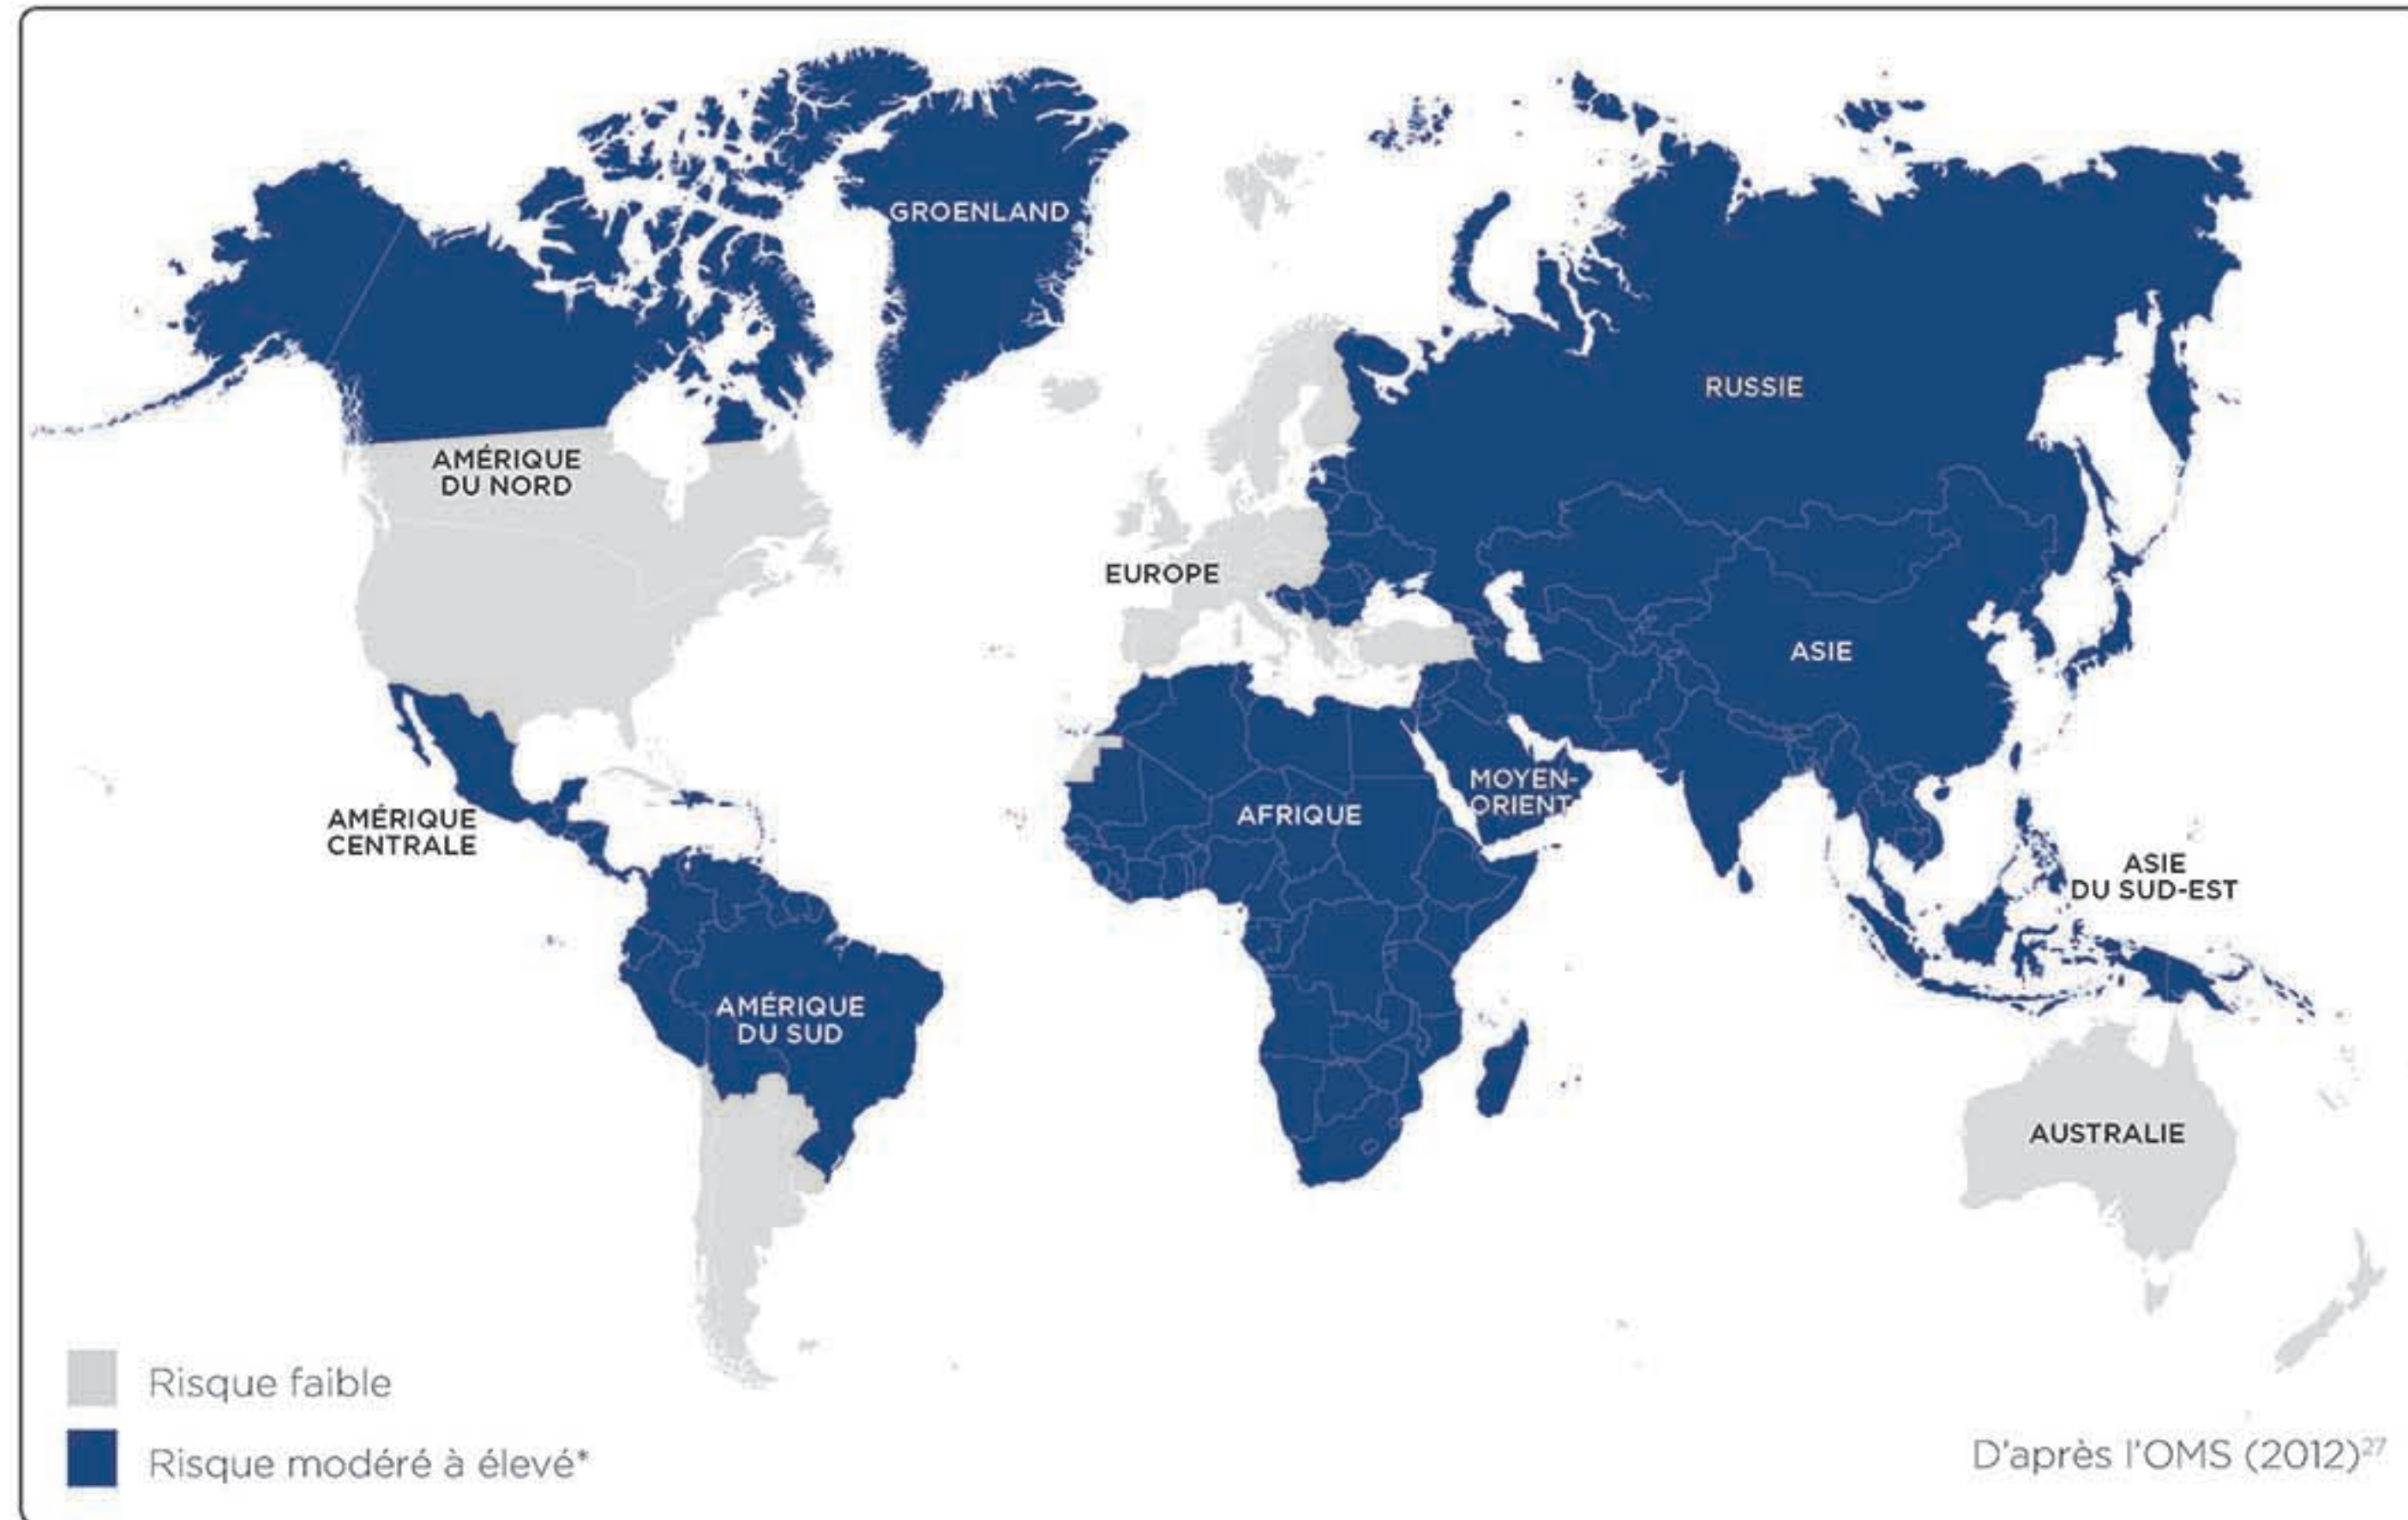 GROENLAND
RUSSIE
AMÉRIQUE
DU NORD
EUROPE
ASIE
MOYEN-
ORIENT
AFRIQUE
AMÉRIQUE
CENTRALE
ASIE
DU SUD-EST
AMÉRIQUE
DU SUD
AUSTRALIE
Risque faible
Risque modéré à élevé*
D'après l'OMS (2012)27